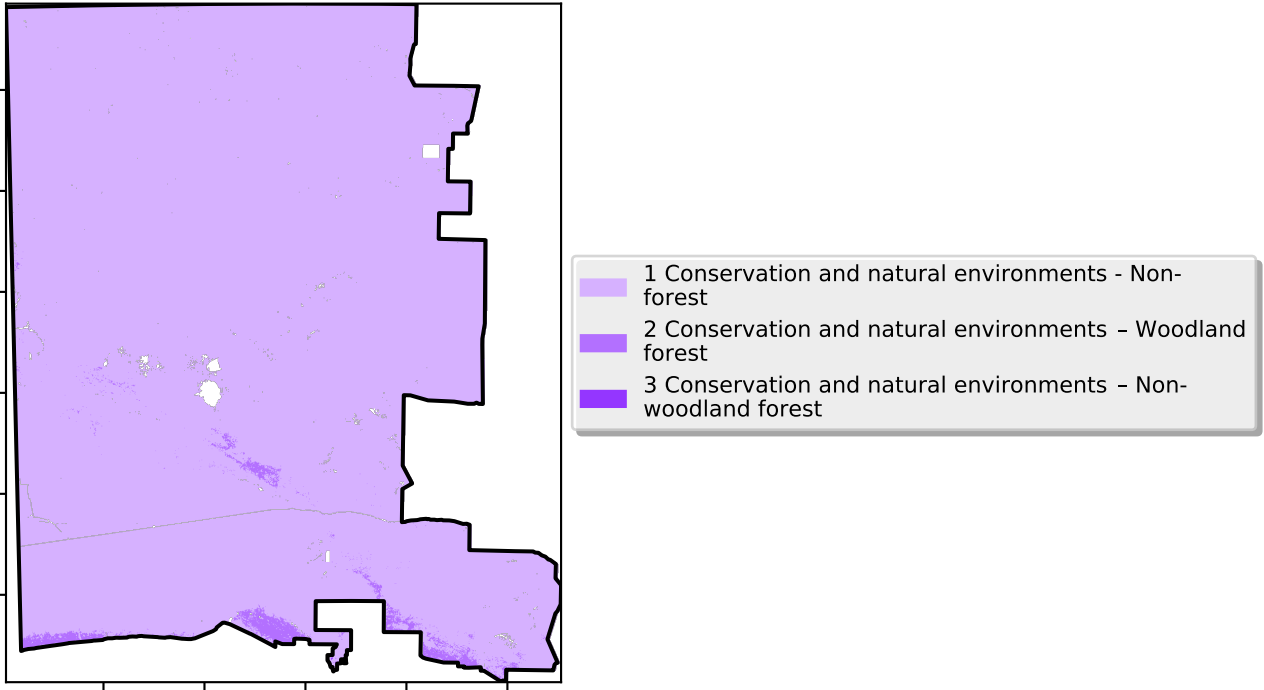 1 Conservation and natural environments - Non-
forest
2 Conservation and natural environments – Woodland
forest
3 Conservation and natural environments – Non-
woodland forest